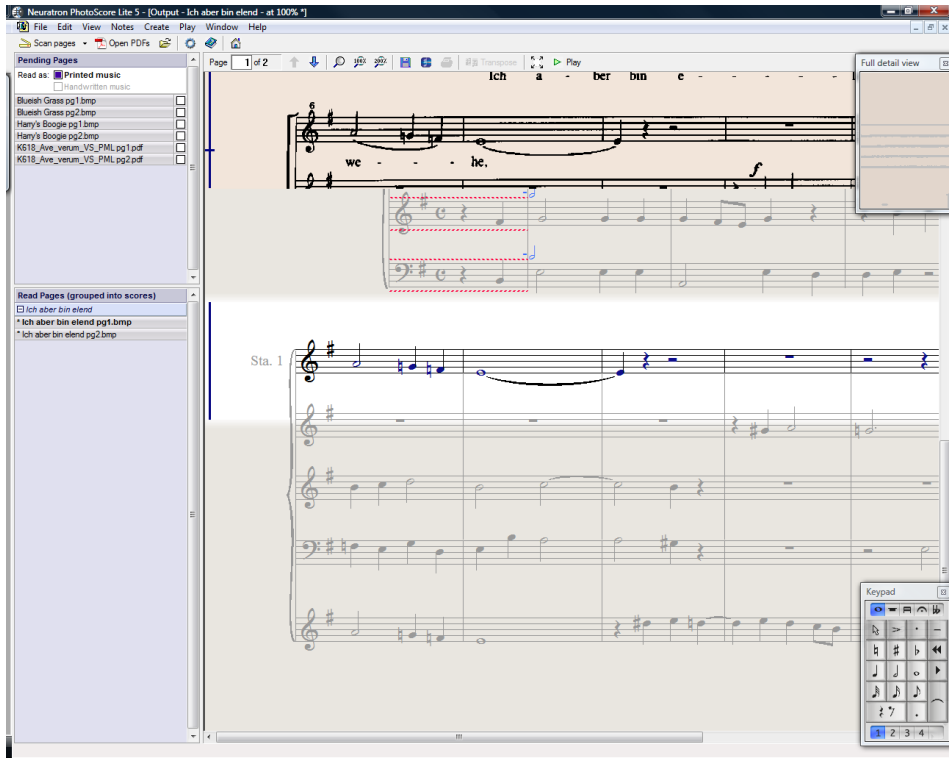 Neuratron PhotoScore Lite 5 - [Output - Ich aber bin elend - at 100% *]
File Edit View Notes Create Play Window Help
Scan pages Open PDFs
Pending Pages
Read as: Printed music
Handwritten music
Blueish Grass pg1.bmp
Blueish Grass pg2.bmp
Harry's Boogie pg1.bmp
Harry's Boogie pg2.bmp
K618_Ave_verum_VS_PML pg1.pdf
K618_Ave_verum_VS_PML pg2.pdf
Read Pages (grouped into scores)
Ich aber bin elend
* Ich aber bin elend pg1.bmp
* Ich aber bin elend pg2.bmp
Page 1 of 2 100% 200% Transpose Play
Ich a - ber bin e - - - -
6
we - - - he,
f
Sta. 1
Full detail view
Keypad
1 2 3 4